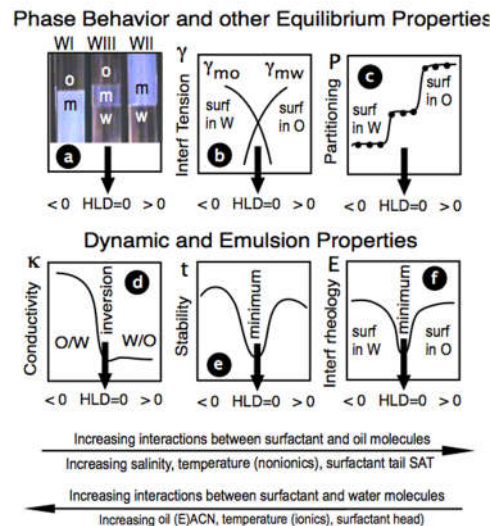 Phase Behavior and other Equilibrium Properties
WI WIII WII
o
m
o
m
w
m
w
a
< 0 HLD=0 > 0
Interf Tension
γ
γmo γmw
surf
in W
surf
in O
b
< 0 HLD=0 > 0
Partitioning
P
c
surf
in W
surf
in O
< 0 HLD=0 > 0
Dynamic and Emulsion Properties
Conductivity
κ
d
inversion
O/W
W/O
< 0 HLD=0 > 0
Stability
t
minimum
e
< 0 HLD=0 > 0
Interf rheology
E
f
minimum
surf
in W
surf
in O
< 0 HLD=0 > 0
Increasing interactions between surfactant and oil molecules
Increasing salinity, temperature (nonionics), surfactant tail SAT
Increasing interactions between surfactant and water molecules
Increasing oil (E)ACN, temperature (ionics), surfactant head)